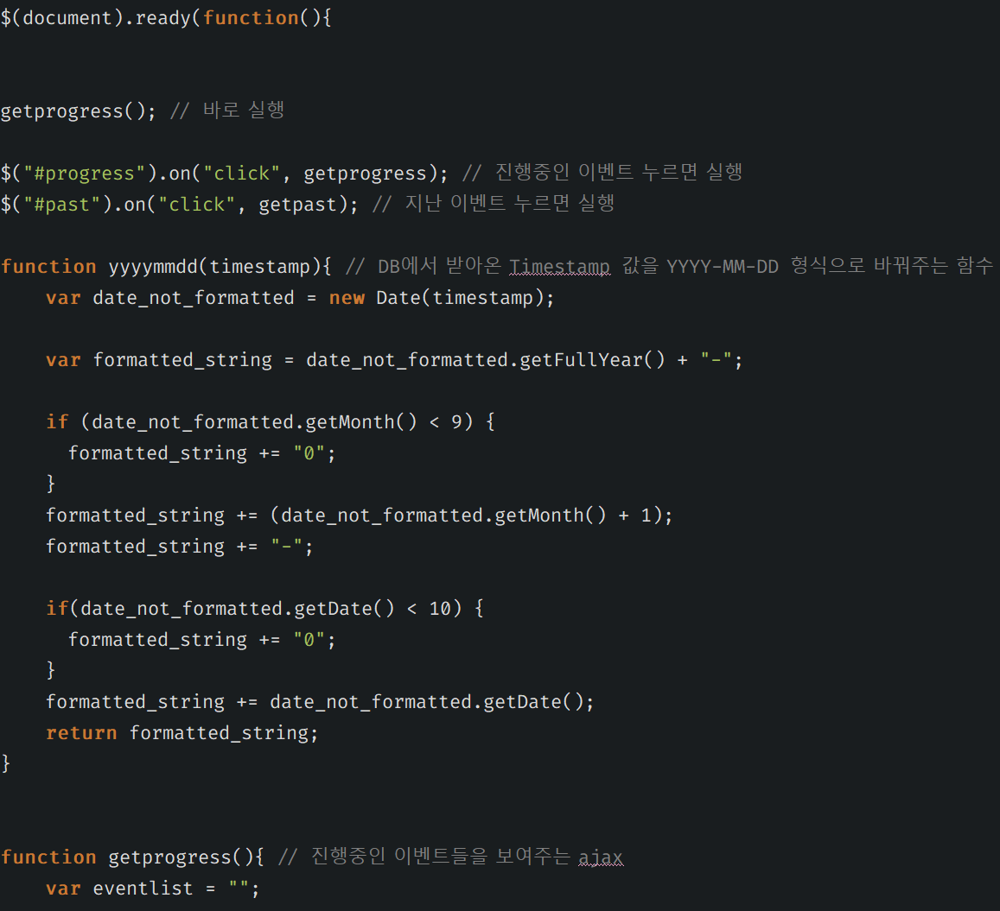 $(document).ready(function(){
getprogress(); // 바로 실행
$("#progress").on("click", getprogress); // 진행중인 이벤트 누르면 실행
$("#past").on("click", getpast); // 지난 이벤트 누르면 실행
function yyyymmdd(timestamp){ // DB에서 받아온 Timestamp 값을 YYYY-MM-DD 형식으로 바꿔주는 함수
    var date_not_formatted = new Date(timestamp);
    var formatted_string = date_not_formatted.getFullYear() + "-";
    if (date_not_formatted.getMonth() < 9) {
      formatted_string += "0";
    }
    formatted_string += (date_not_formatted.getMonth() + 1);
    formatted_string += "-";
    if(date_not_formatted.getDate() < 10) {
      formatted_string += "0";
    }
    formatted_string += date_not_formatted.getDate();
    return formatted_string;
}
function getprogress(){ // 진행중인 이벤트들을 보여주는 ajax
    var eventlist = "";